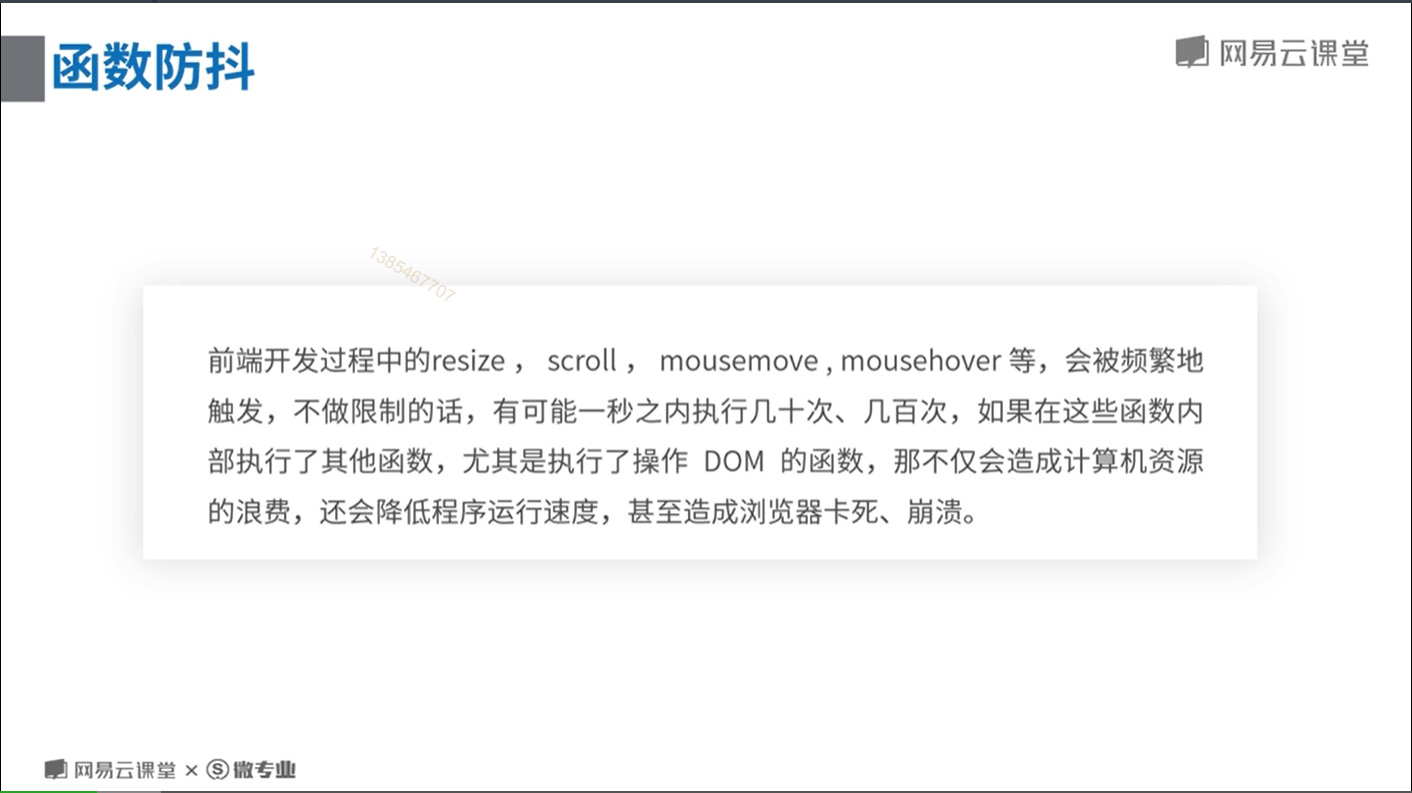 函数防抖
网易云课堂
1385467707
前端开发过程中的resize ， scroll ， mousemove , mousehover 等，会被频繁地
触发，不做限制的话，有可能一秒之内执行几十次、几百次，如果在这些函数内
部执行了其他函数，尤其是执行了操作 DOM 的函数，那不仅会造成计算机资源
的浪费，还会降低程序运行速度，甚至造成浏览器卡死、崩溃。
网易云课堂 × Ⓢ 微专业